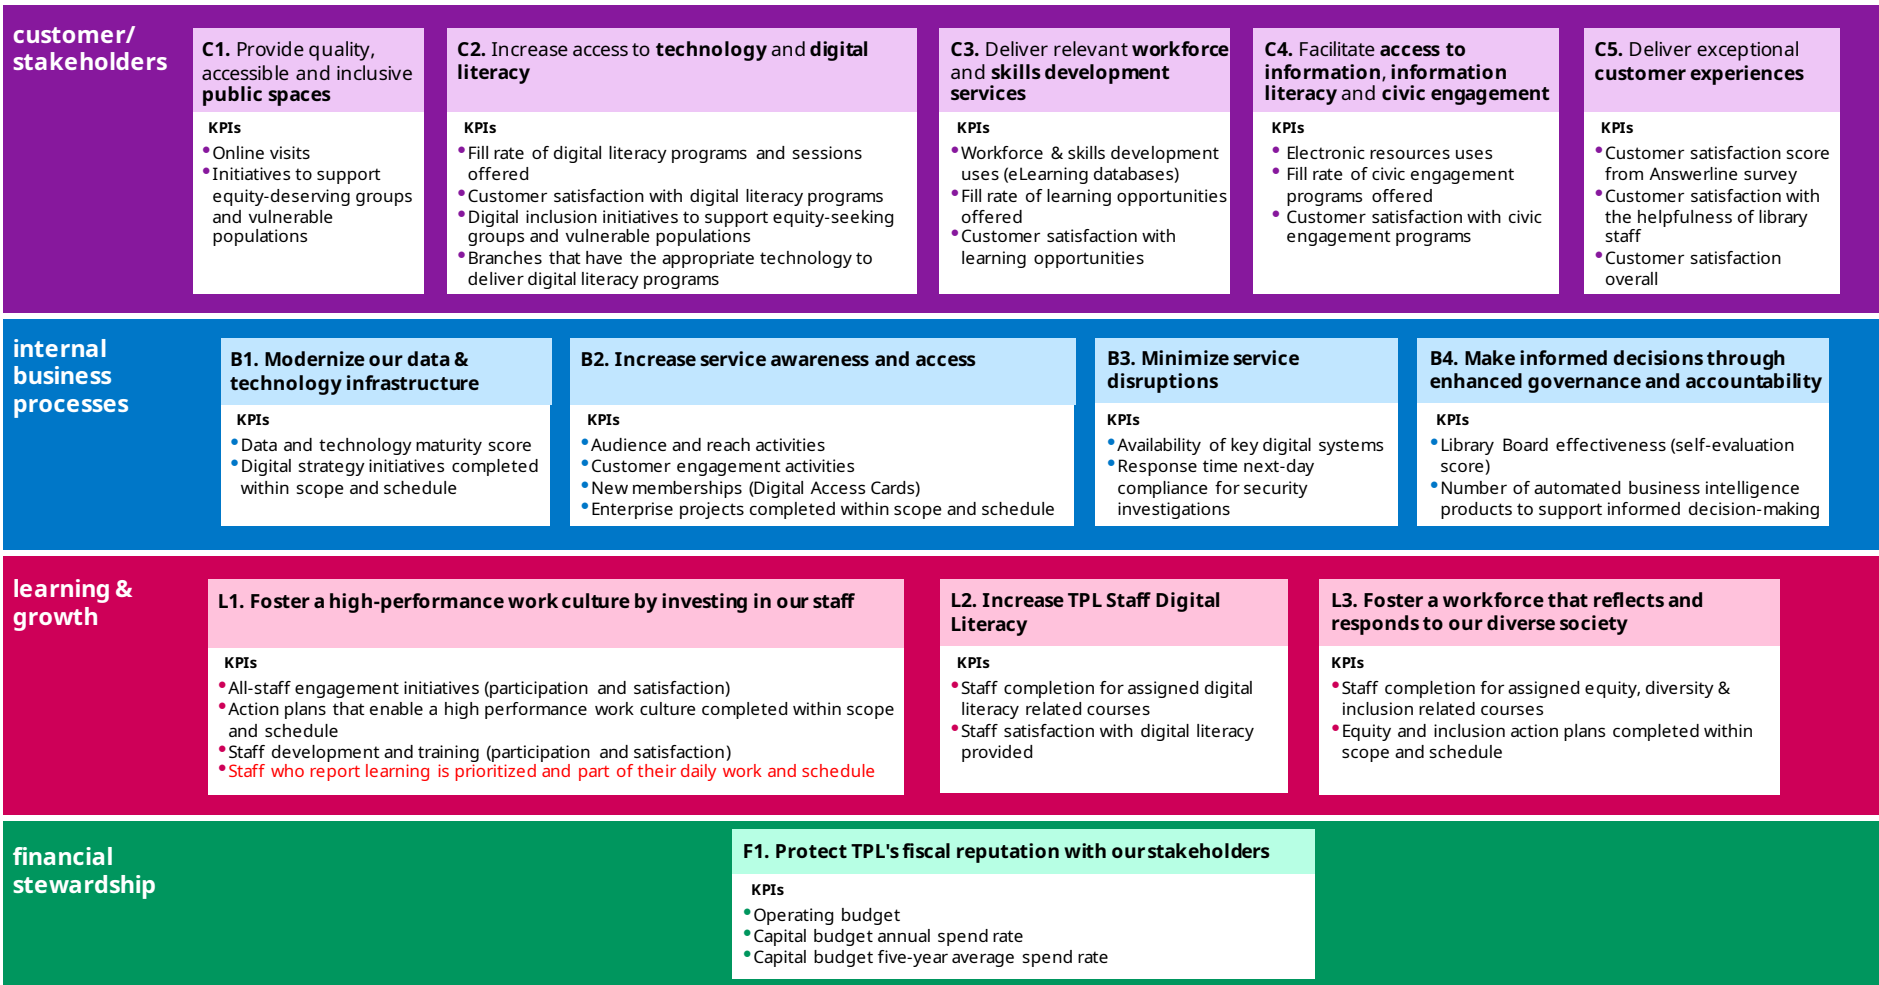 customer/
stakeholders
C1. Provide quality,
accessible and inclusive
public spaces
KPIs
•Online visits
•Initiatives to support
equity-deserving groups
and vulnerable
populations
C2. Increase access to technology and digital
literacy
KPIs
•Fill rate of digital literacy programs and sessions
offered
•Customer satisfaction with digital literacy programs
•Digital inclusion initiatives to support equity-seeking
groups and vulnerable populations
•Branches that have the appropriate technology to
deliver digital literacy programs
C3. Deliver relevant workforce
and skills development
services
KPIs
•Workforce & skills development
uses (eLearning databases)
•Fill rate of learning opportunities
offered
•Customer satisfaction with
learning opportunities
C4. Facilitate access to
information, information
literacy and civic engagement
KPIs
• Electronic resources uses
• Fill rate of civic engagement
programs offered
• Customer satisfaction with civic
engagement programs
C5. Deliver exceptional
customer experiences
KPIs
•Customer satisfaction score
from Answerline survey
•Customer satisfaction with
the helpfulness of library
staff
•Customer satisfaction
overall
internal
business
processes
B1. Modernize our data &
technology infrastructure
KPIs
•Data and technology maturity score
•Digital strategy initiatives completed
within scope and schedule
B2. Increase service awareness and access
KPIs
•Audience and reach activities
•Customer engagement activities
•New memberships (Digital Access Cards)
•Enterprise projects completed within scope and schedule
B3. Minimize service
disruptions
KPIs
•Availability of key digital systems
•Response time next-day
compliance for security
investigations
B4. Make informed decisions through
enhanced governance and accountability
KPIs
•Library Board effectiveness (self-evaluation
score)
•Number of automated business intelligence
products to support informed decision-making
learning &
growth
L1. Foster a high-performance work culture by investing in our staff
KPIs
•All-staff engagement initiatives (participation and satisfaction)
•Action plans that enable a high performance work culture completed within scope
and schedule
•Staff development and training (participation and satisfaction)
•Staff who report learning is prioritized and part of their daily work and schedule
L2. Increase TPL Staff Digital
Literacy
KPIs
•Staff completion for assigned digital
literacy related courses
•Staff satisfaction with digital literacy
provided
L3. Foster a workforce that reflects and
responds to our diverse society
KPIs
•Staff completion for assigned equity, diversity &
inclusion related courses
•Equity and inclusion action plans completed within
scope and schedule
financial
stewardship
F1. Protect TPL's fiscal reputation with our stakeholders
KPIs
•Operating budget
•Capital budget annual spend rate
•Capital budget five-year average spend rate